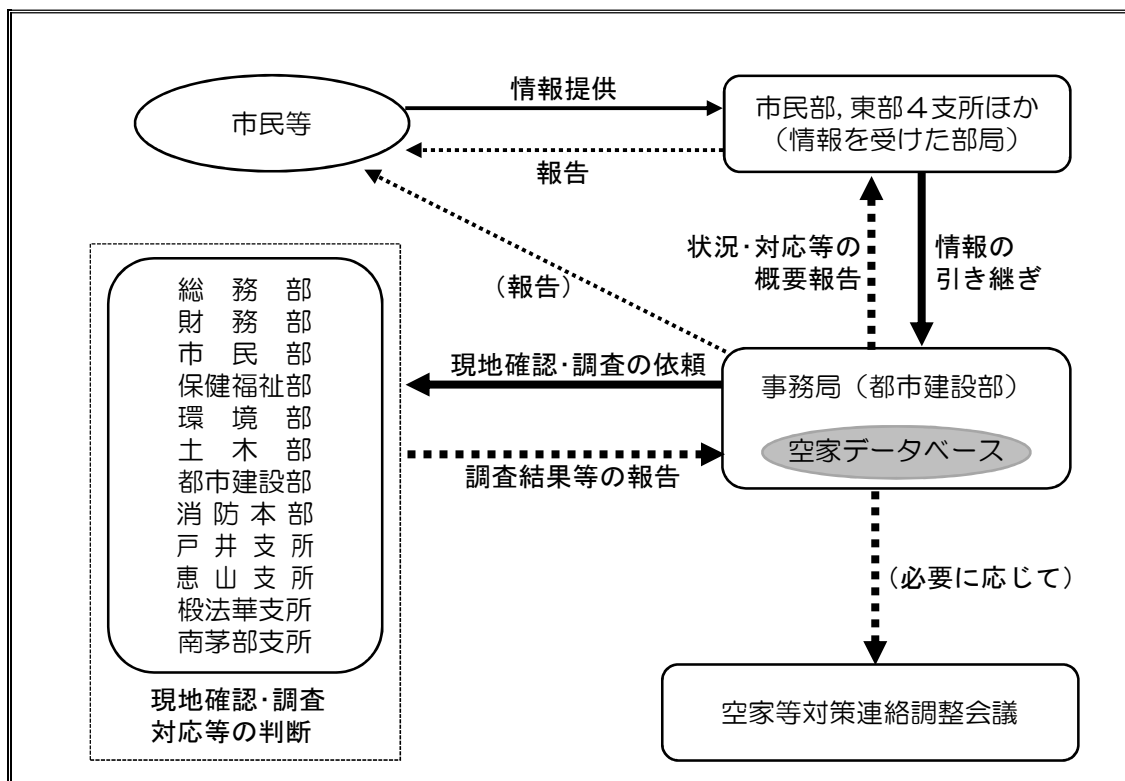 情報提供
市民等
市民部,東部４支所ほか
（情報を受けた部局）
報告
状況・対応等の
概要報告
情報の
引き継ぎ
（報告）
総務部
財務部
市民部
保健福祉部
環境部
土木部
都市建設部
消防本部
戸井支所
恵山支所
椴法華支所
南茅部支所
現地確認・調査
対応等の判断
現地確認・調査の依頼
調査結果等の報告
事務局（都市建設部）
空家データベース
（必要に応じて）
空家等対策連絡調整会議